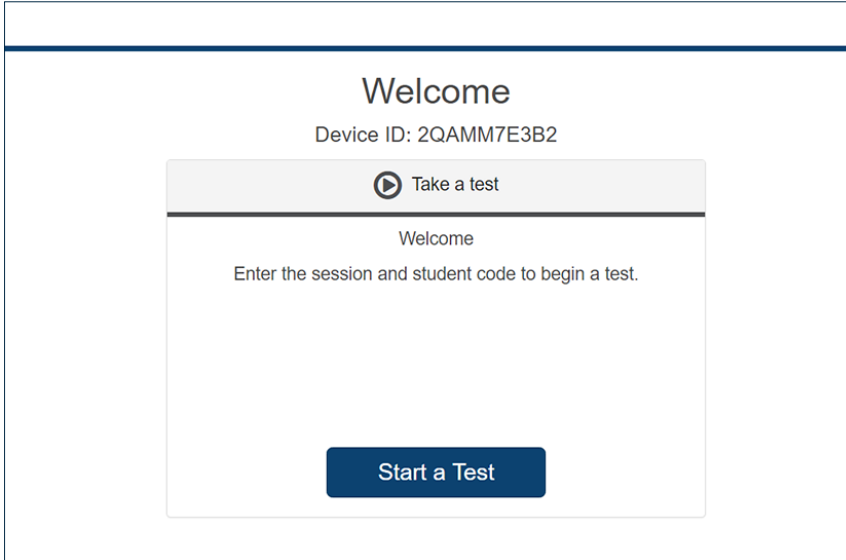 Welcome
Device ID: 2QAMM7E3B2
Take a test
Welcome
Enter the session and student code to begin a test.
Start a Test